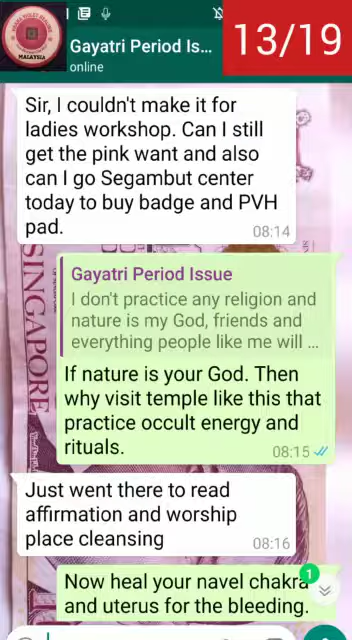 13/19
Gayatri Period Is...
online
MALAYSIA
Sir, I couldn't make it for
ladies workshop. Can I still
get the pink want and also
can I go Segambut center
today to buy badge and PVH
pad.
08:14
SINGAPORE
Gayatri Period Issue
I don't practice any religion and
nature is my God, friends and
everything people like me will ...
If nature is your God. Then
why visit temple like this that
practice occult energy and
rituals.
08:15
Just went there to read
affirmation and worship
place cleansing
08:16
1
Now heal your navel chakra
and uterus for the bleeding.